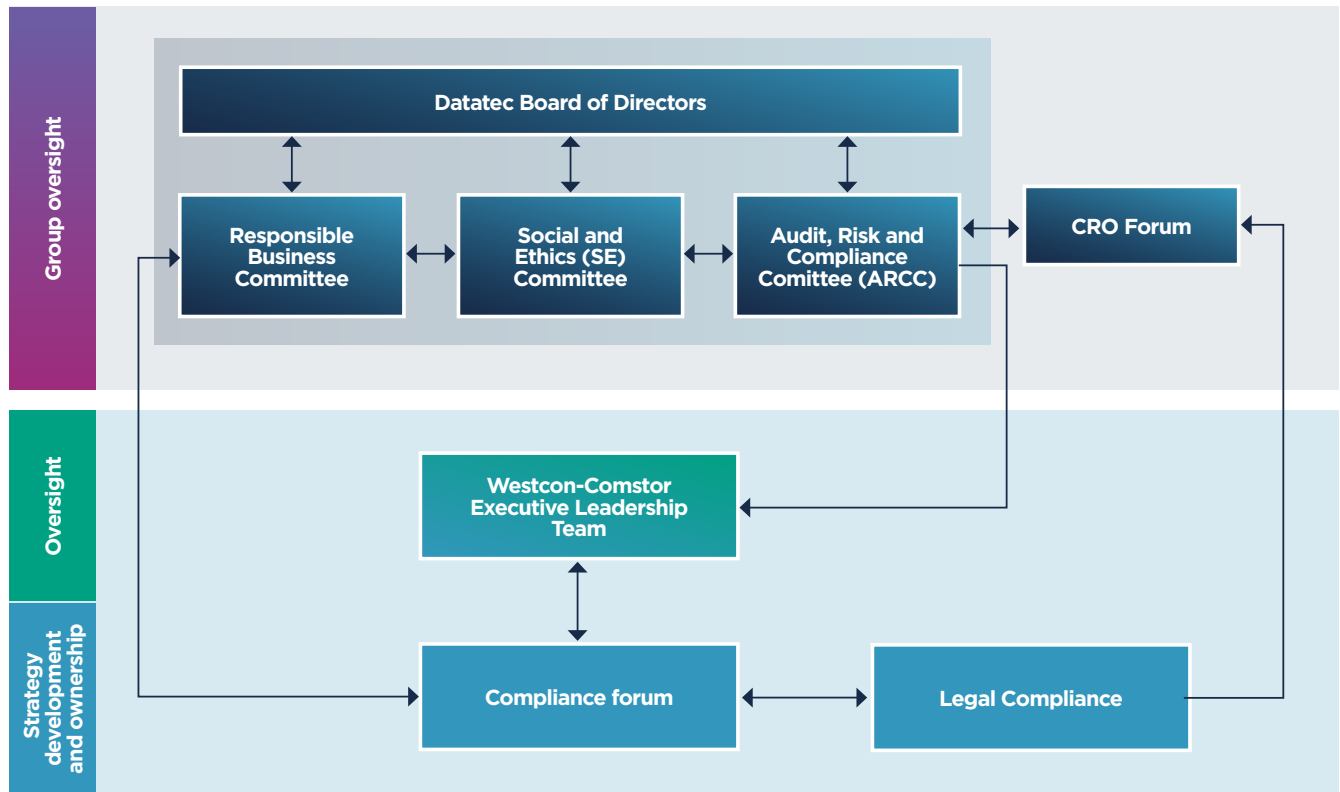 Group oversight
Datatec Board of Directors
Responsible
Business
Committee
Social and
Ethics (SE)
Committee
Audit, Risk and
Compliance
Comittee (ARCC)
CRO Forum
Oversight
Westcon-Comstor
Executive Leadership
Team
Strategy
development
and ownership
Compliance forum
Legal Compliance